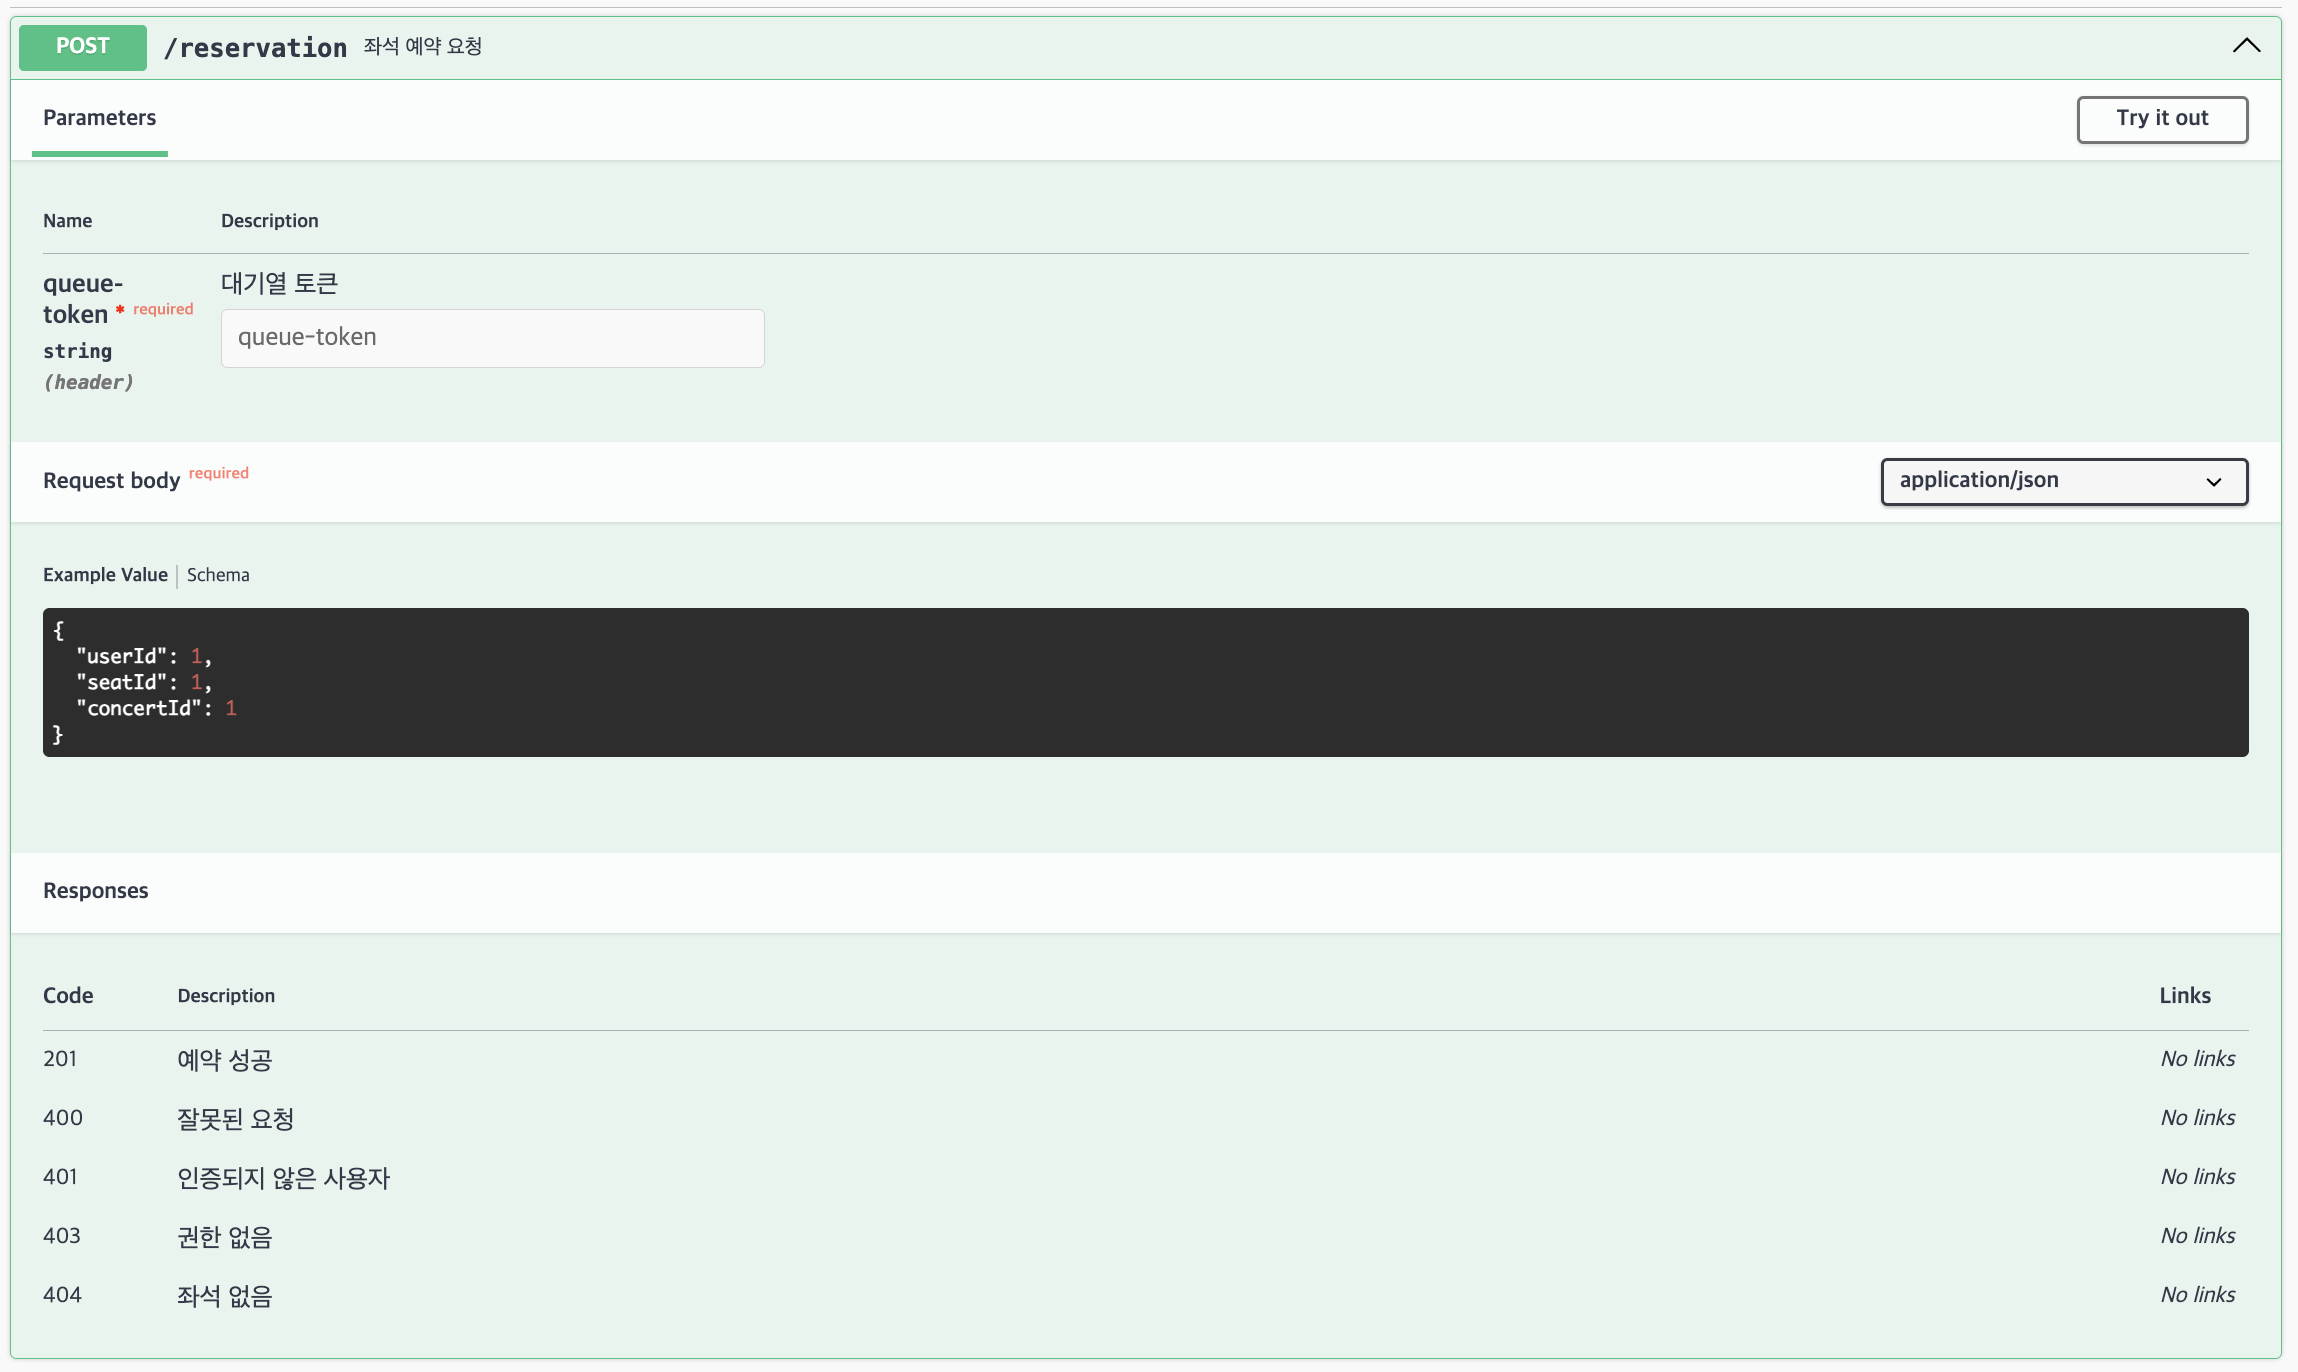 POST /reservation 좌석 예약 요청
Parameters
Try it out
Name Description
queue-
token * required
string
(header)
대기열 토큰
queue-token
Request body required
application/json
Example Value | Schema
{
  "userId": 1,
  "seatId": 1,
  "concertId": 1
}
Responses
Code Description Links
201 예약 성공 No links
400 잘못된 요청 No links
401 인증되지 않은 사용자 No links
403 권한 없음 No links
404 좌석 없음 No links